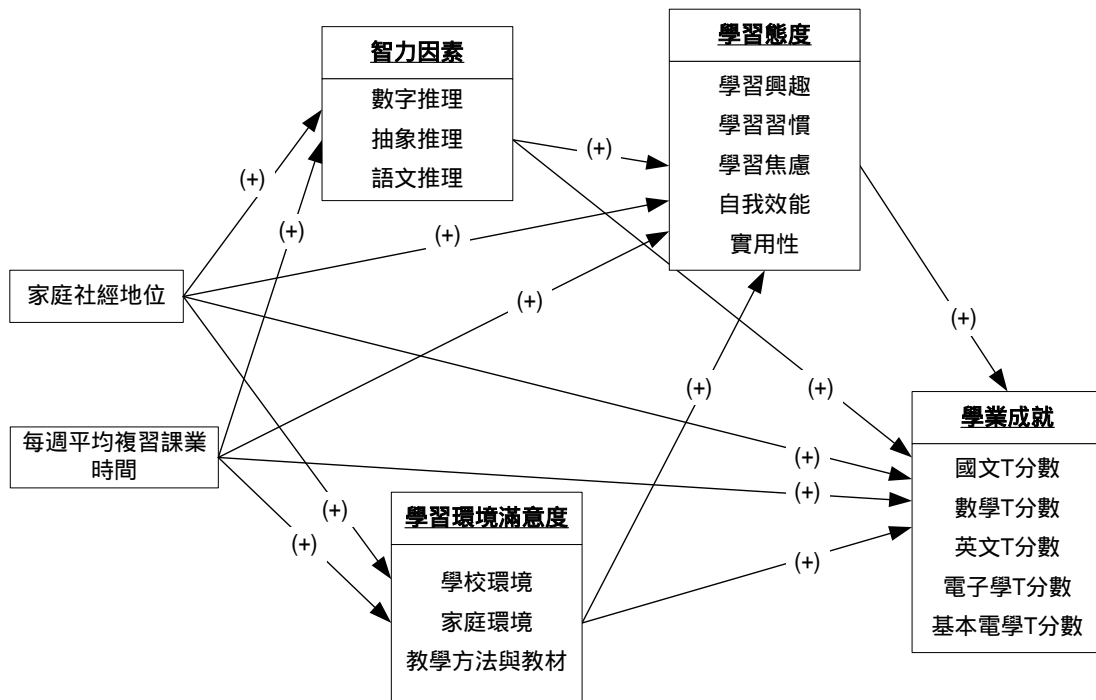 智力因素
數字推理
抽象推理
語文推理
學習態度
學習興趣
學習習慣
學習焦慮
自我效能
實用性
(+)
(+)
(+)
(+)
家庭社經地位
(+)
(+)
(+)
(+)
每週平均複習課業
時間
學業成就
國文T分數
數學T分數
英文T分數
電子學T分數
基本電學T分數
(+)
(+)
(+)
(+)
(+)
學習環境滿意度
學校環境
家庭環境
教學方法與教材